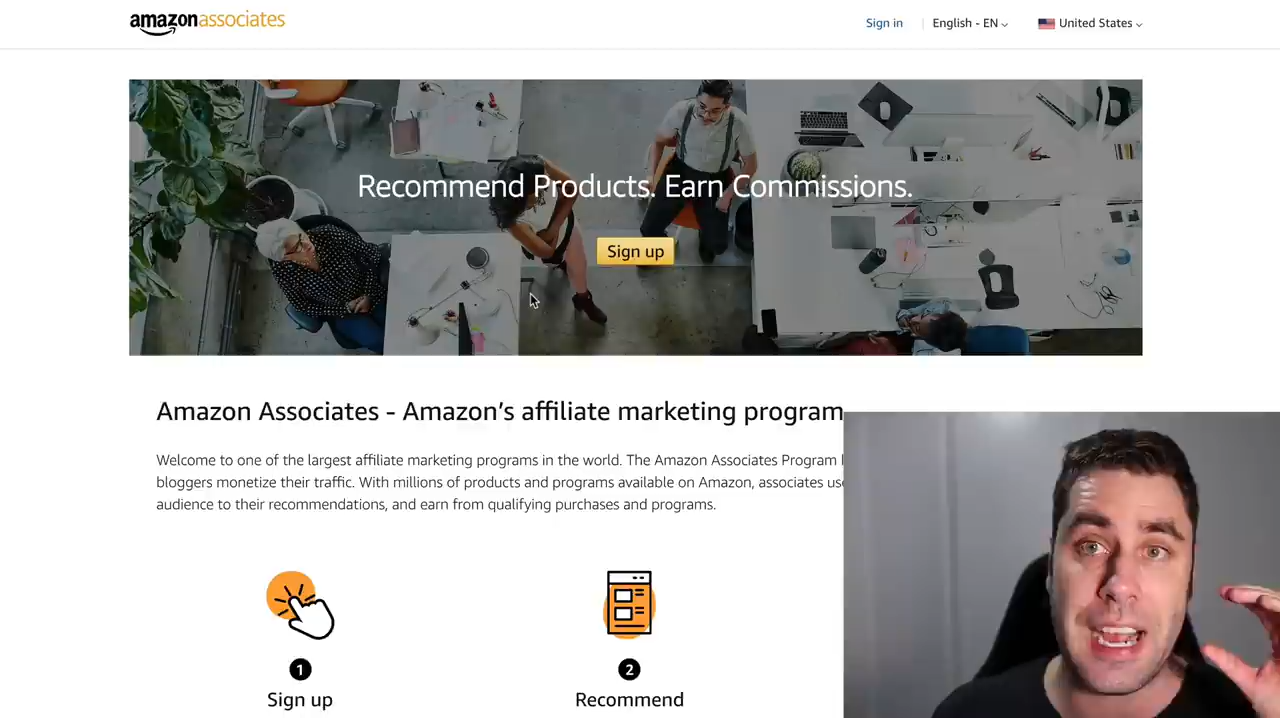 amazonassociates
Sign in
English - EN
United States
Recommend Products. Earn Commissions.
Sign up
Amazon Associates - Amazon's affiliate marketing program
Welcome to one of the largest affiliate marketing programs in the world. The Amazon Associates Program
bloggers monetize their traffic. With millions of products and programs available on Amazon, associates us
audience to their recommendations, and earn from qualifying purchases and programs.
1
Sign up
2
Recommend